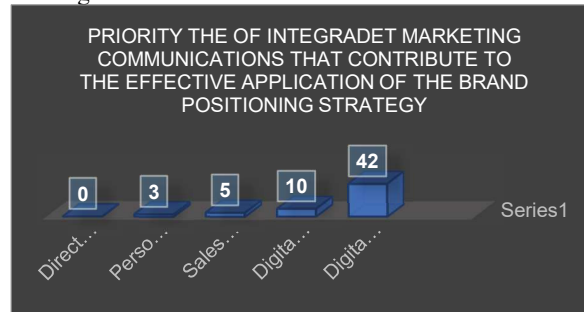 PRIORITY THE OF INTEGRADET MARKETING
COMMUNICATIONS THAT CONTRIBUTE TO
THE EFFECTIVE APPLICATION OF THE BRAND
POSITIONING STRATEGY
0
3
5
10
42
Series1
Direct…
Perso…
Sales…
Digita…
Digita…